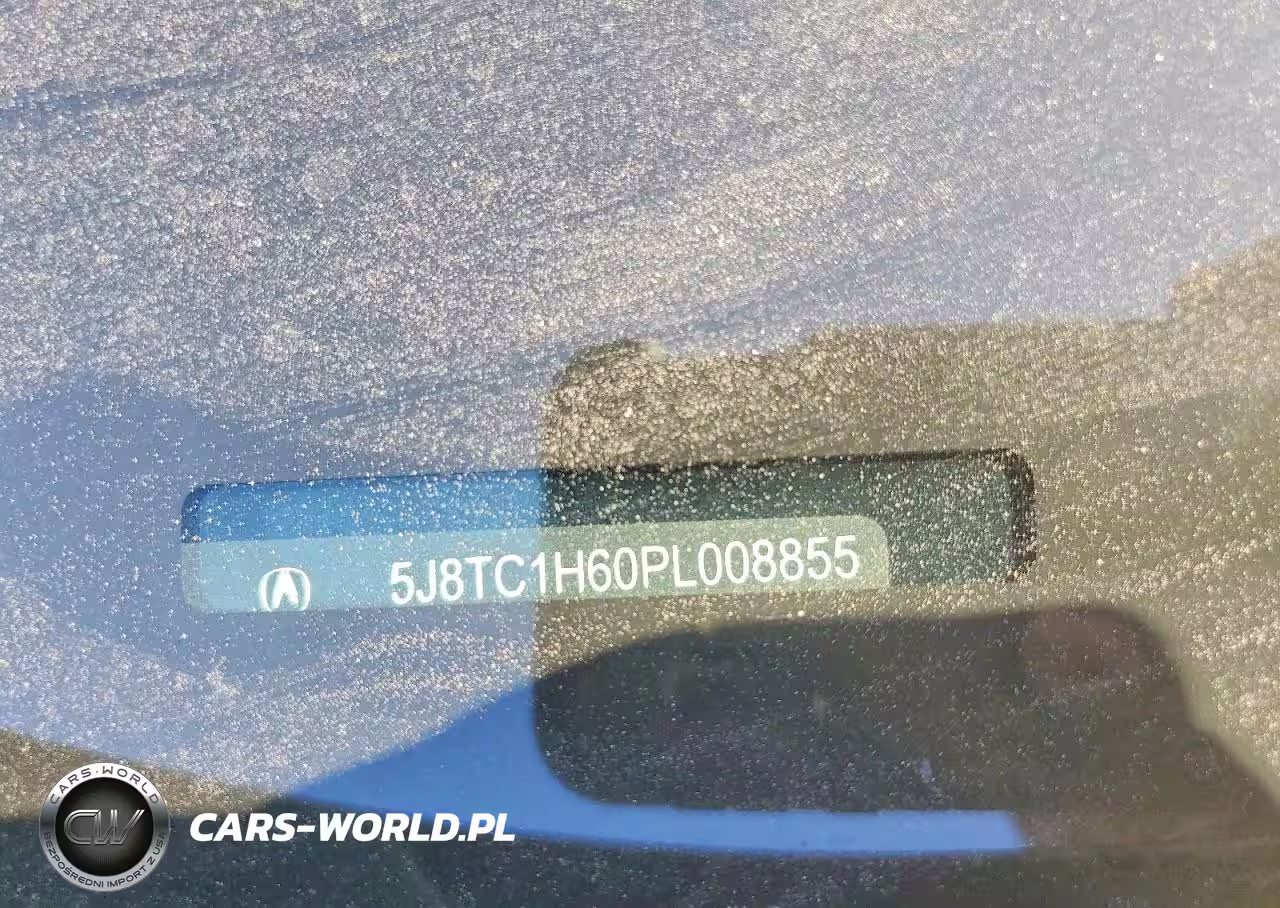 5J8TC1H60PL008855
CARS-WORLD
CW
BEZPOŚREDNI IMPORT Z USA
CARS-WORLD.PL